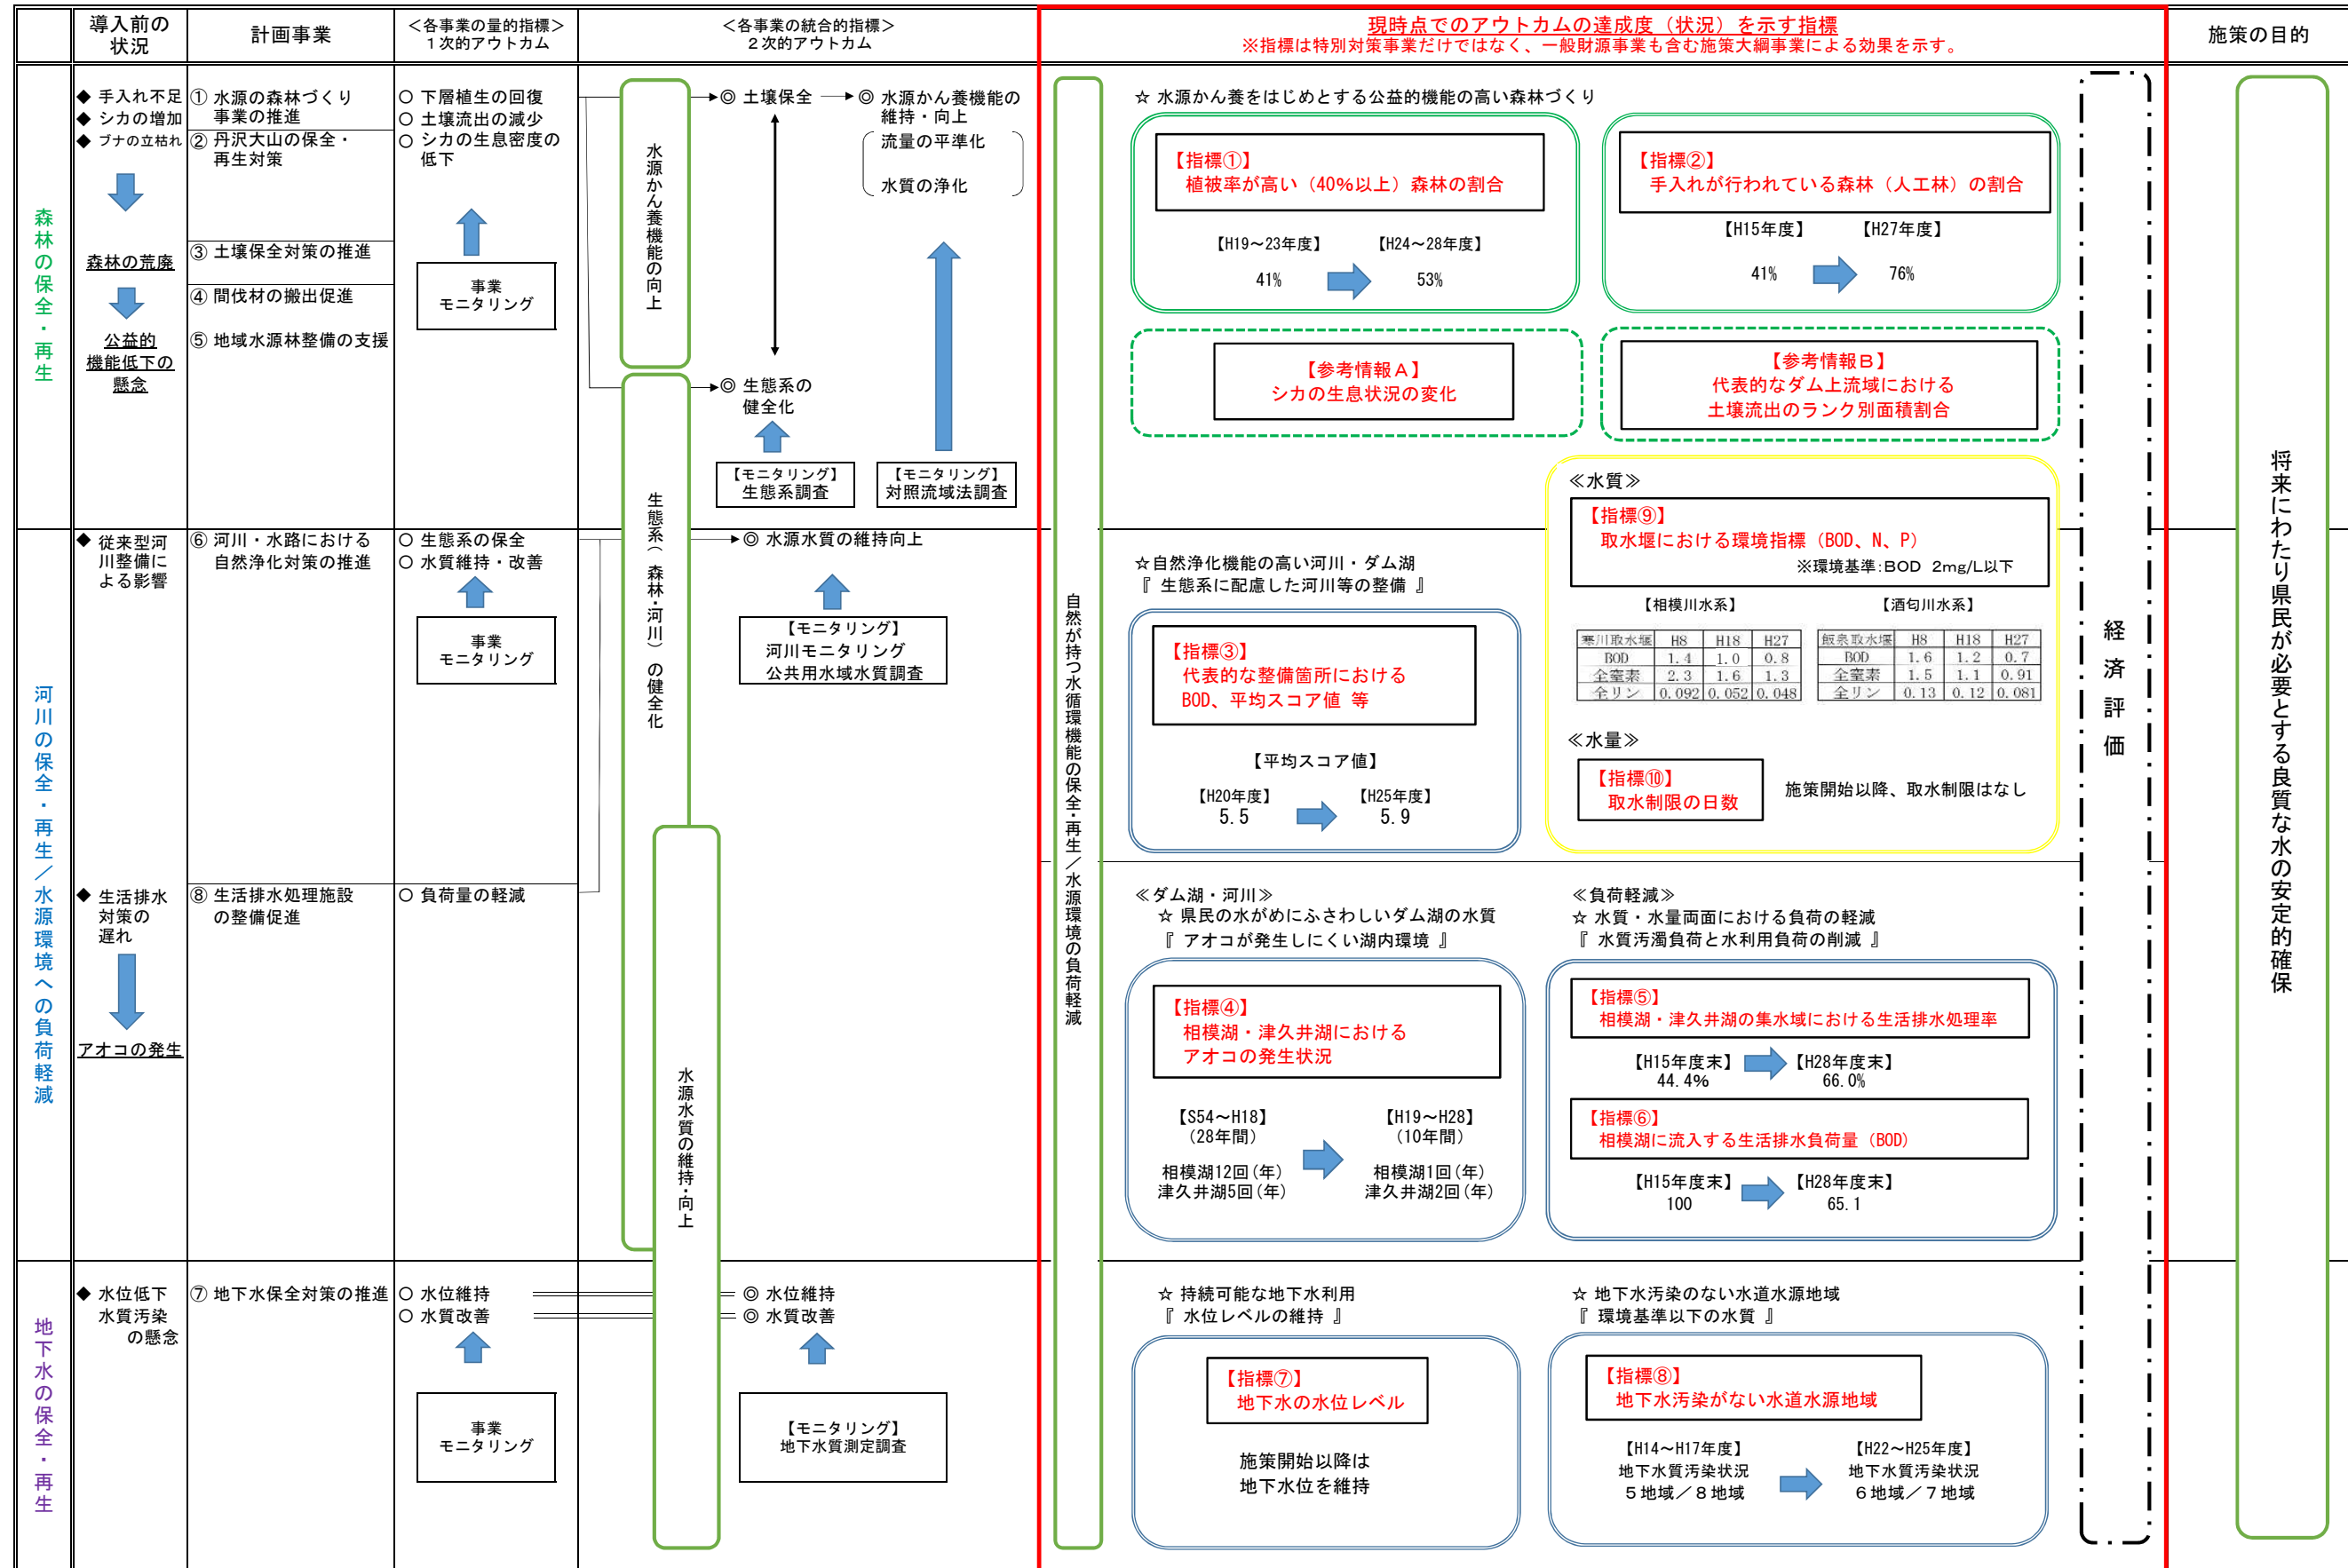 導入前の
状況
計画事業
＜各事業の量的指標＞
１次的アウトカム
＜各事業の統合的指標＞
２次的アウトカム
現時点でのアウトカムの達成度（状況）を示す指標
※指標は特別対策事業だけではなく、一般財源事業も含む施策大綱事業による効果を示す。
施策の目的
森林の保全・再生
◆ 手入れ不足
◆ シカの増加
◆ ブナの立枯れ
森林の荒廃
公益的
機能低下の
懸念
① 水源の森林づくり
事業の推進
② 丹沢大山の保全・
再生対策
③ 土壌保全対策の推進
④ 間伐材の搬出促進
⑤ 地域水源林整備の支援
○ 下層植生の回復
○ 土壌流出の減少
○ シカの生息密度の
低下
事業
モニタリング
水源かん養機能の向上
◎ 土壌保全
◎ 水源かん養機能の
維持・向上
流量の平準化
水質の浄化
◎ 生態系の
健全化
【モニタリング】
生態系調査
【モニタリング】
対照流域法調査
生態系（森林・河川）の健全化
自然が持つ水循環機能の保全・再生／水源環境の負荷軽減
☆ 水源かん養をはじめとする公益的機能の高い森林づくり
【指標①】
植被率が高い（40%以上）森林の割合
【H19～23年度】
【H24～28年度】
41%
53%
【指標②】
手入れが行われている森林（人工林）の割合
【H15年度】
【H27年度】
41%
76%
【参考情報Ａ】
シカの生息状況の変化
【参考情報Ｂ】
代表的なダム上流域における
土壌流出のランク別面積割合
経済評価
将来にわたり県民が必要とする良質な水の安定的確保
河川の保全・再生／水源環境への負荷軽減
◆ 従来型河
川整備に
よる影響
⑥ 河川・水路における
自然浄化対策の推進
○ 生態系の保全
○ 水質維持・改善
事業
モニタリング
◎ 水源水質の維持向上
【モニタリング】
河川モニタリング
公共用水域水質調査
☆自然浄化機能の高い河川・ダム湖
『 生態系に配慮した河川等の整備 』
【指標③】
代表的な整備箇所における
BOD、平均スコア値 等
【平均スコア値】
【H20年度】
【H25年度】
5.5
5.9
≪水質≫
【指標⑨】
取水堰における環境指標（BOD、N、P）
※環境基準：BOD 2mg/L以下
【相模川水系】
【酒匂川水系】
寒川取水堰 H8 H18 H27
BOD 1.4 1.0 0.8
全窒素 2.3 1.6 1.3
全リン 0.092 0.052 0.048
飯泉取水堰 H8 H18 H27
BOD 1.6 1.2 0.7
全窒素 1.5 1.1 0.91
全リン 0.13 0.12 0.081
≪水量≫
【指標⑩】
取水制限の日数
施策開始以降、取水制限はなし
◆ 生活排水
対策の
遅れ
アオコの発生
⑧ 生活排水処理施設
の整備促進
○ 負荷量の軽減
水源水質の維持・向上
≪ダム湖・河川≫
☆ 県民の水がめにふさわしいダム湖の水質
『 アオコが発生しにくい湖内環境 』
【指標④】
相模湖・津久井湖における
アオコの発生状況
【S54～H18】
（28年間）
相模湖12回(年)
津久井湖5回(年)
【H19～H28】
（10年間）
相模湖1回(年)
津久井湖2回(年)
≪負荷軽減≫
☆ 水質・水量両面における負荷の軽減
『 水質汚濁負荷と水利用負荷の削減 』
【指標⑤】
相模湖・津久井湖の集水域における生活排水処理率
【H15年度末】
【H28年度末】
44.4%
66.0%
【指標⑥】
相模湖に流入する生活排水負荷量（BOD）
【H15年度末】
【H28年度末】
100
65.1
地下水の保全・再生
◆ 水位低下
水質汚染
の懸念
⑦ 地下水保全対策の推進
○ 水位維持
○ 水質改善
事業
モニタリング
◎ 水位維持
◎ 水質改善
【モニタリング】
地下水質測定調査
☆ 持続可能な地下水利用
『 水位レベルの維持 』
【指標⑦】
地下水の水位レベル
施策開始以降は
地下水位を維持
☆ 地下水汚染のない水道水源地域
『 環境基準以下の水質 』
【指標⑧】
地下水汚染がない水道水源地域
【H14～H17年度】
地下水質汚染状況
５地域／８地域
【H22～H25年度】
地下水質汚染状況
６地域／７地域